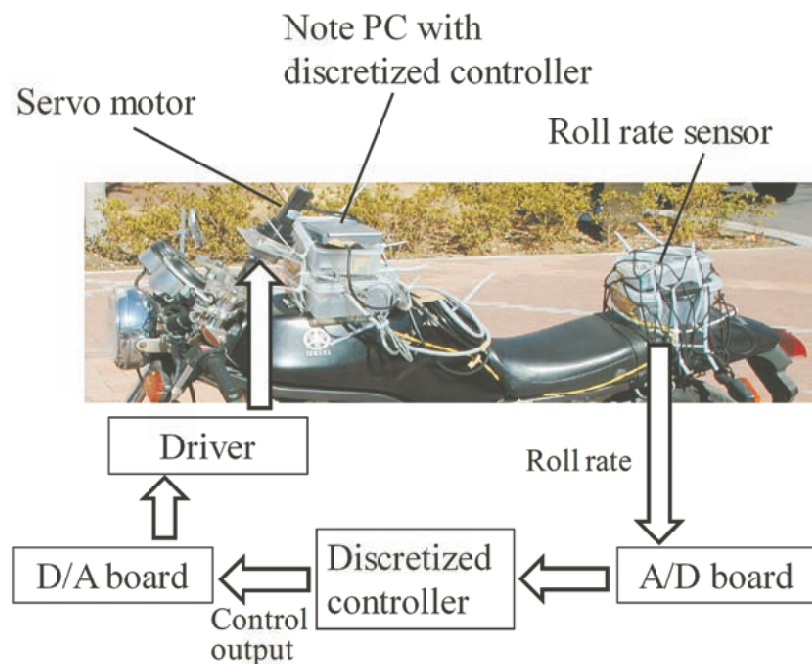 Note PC with
discretized controller
Servo motor
Roll rate sensor
YAMAHA
Driver
Roll rate
D/A board
Discretized
controller
A/D board
Control
output